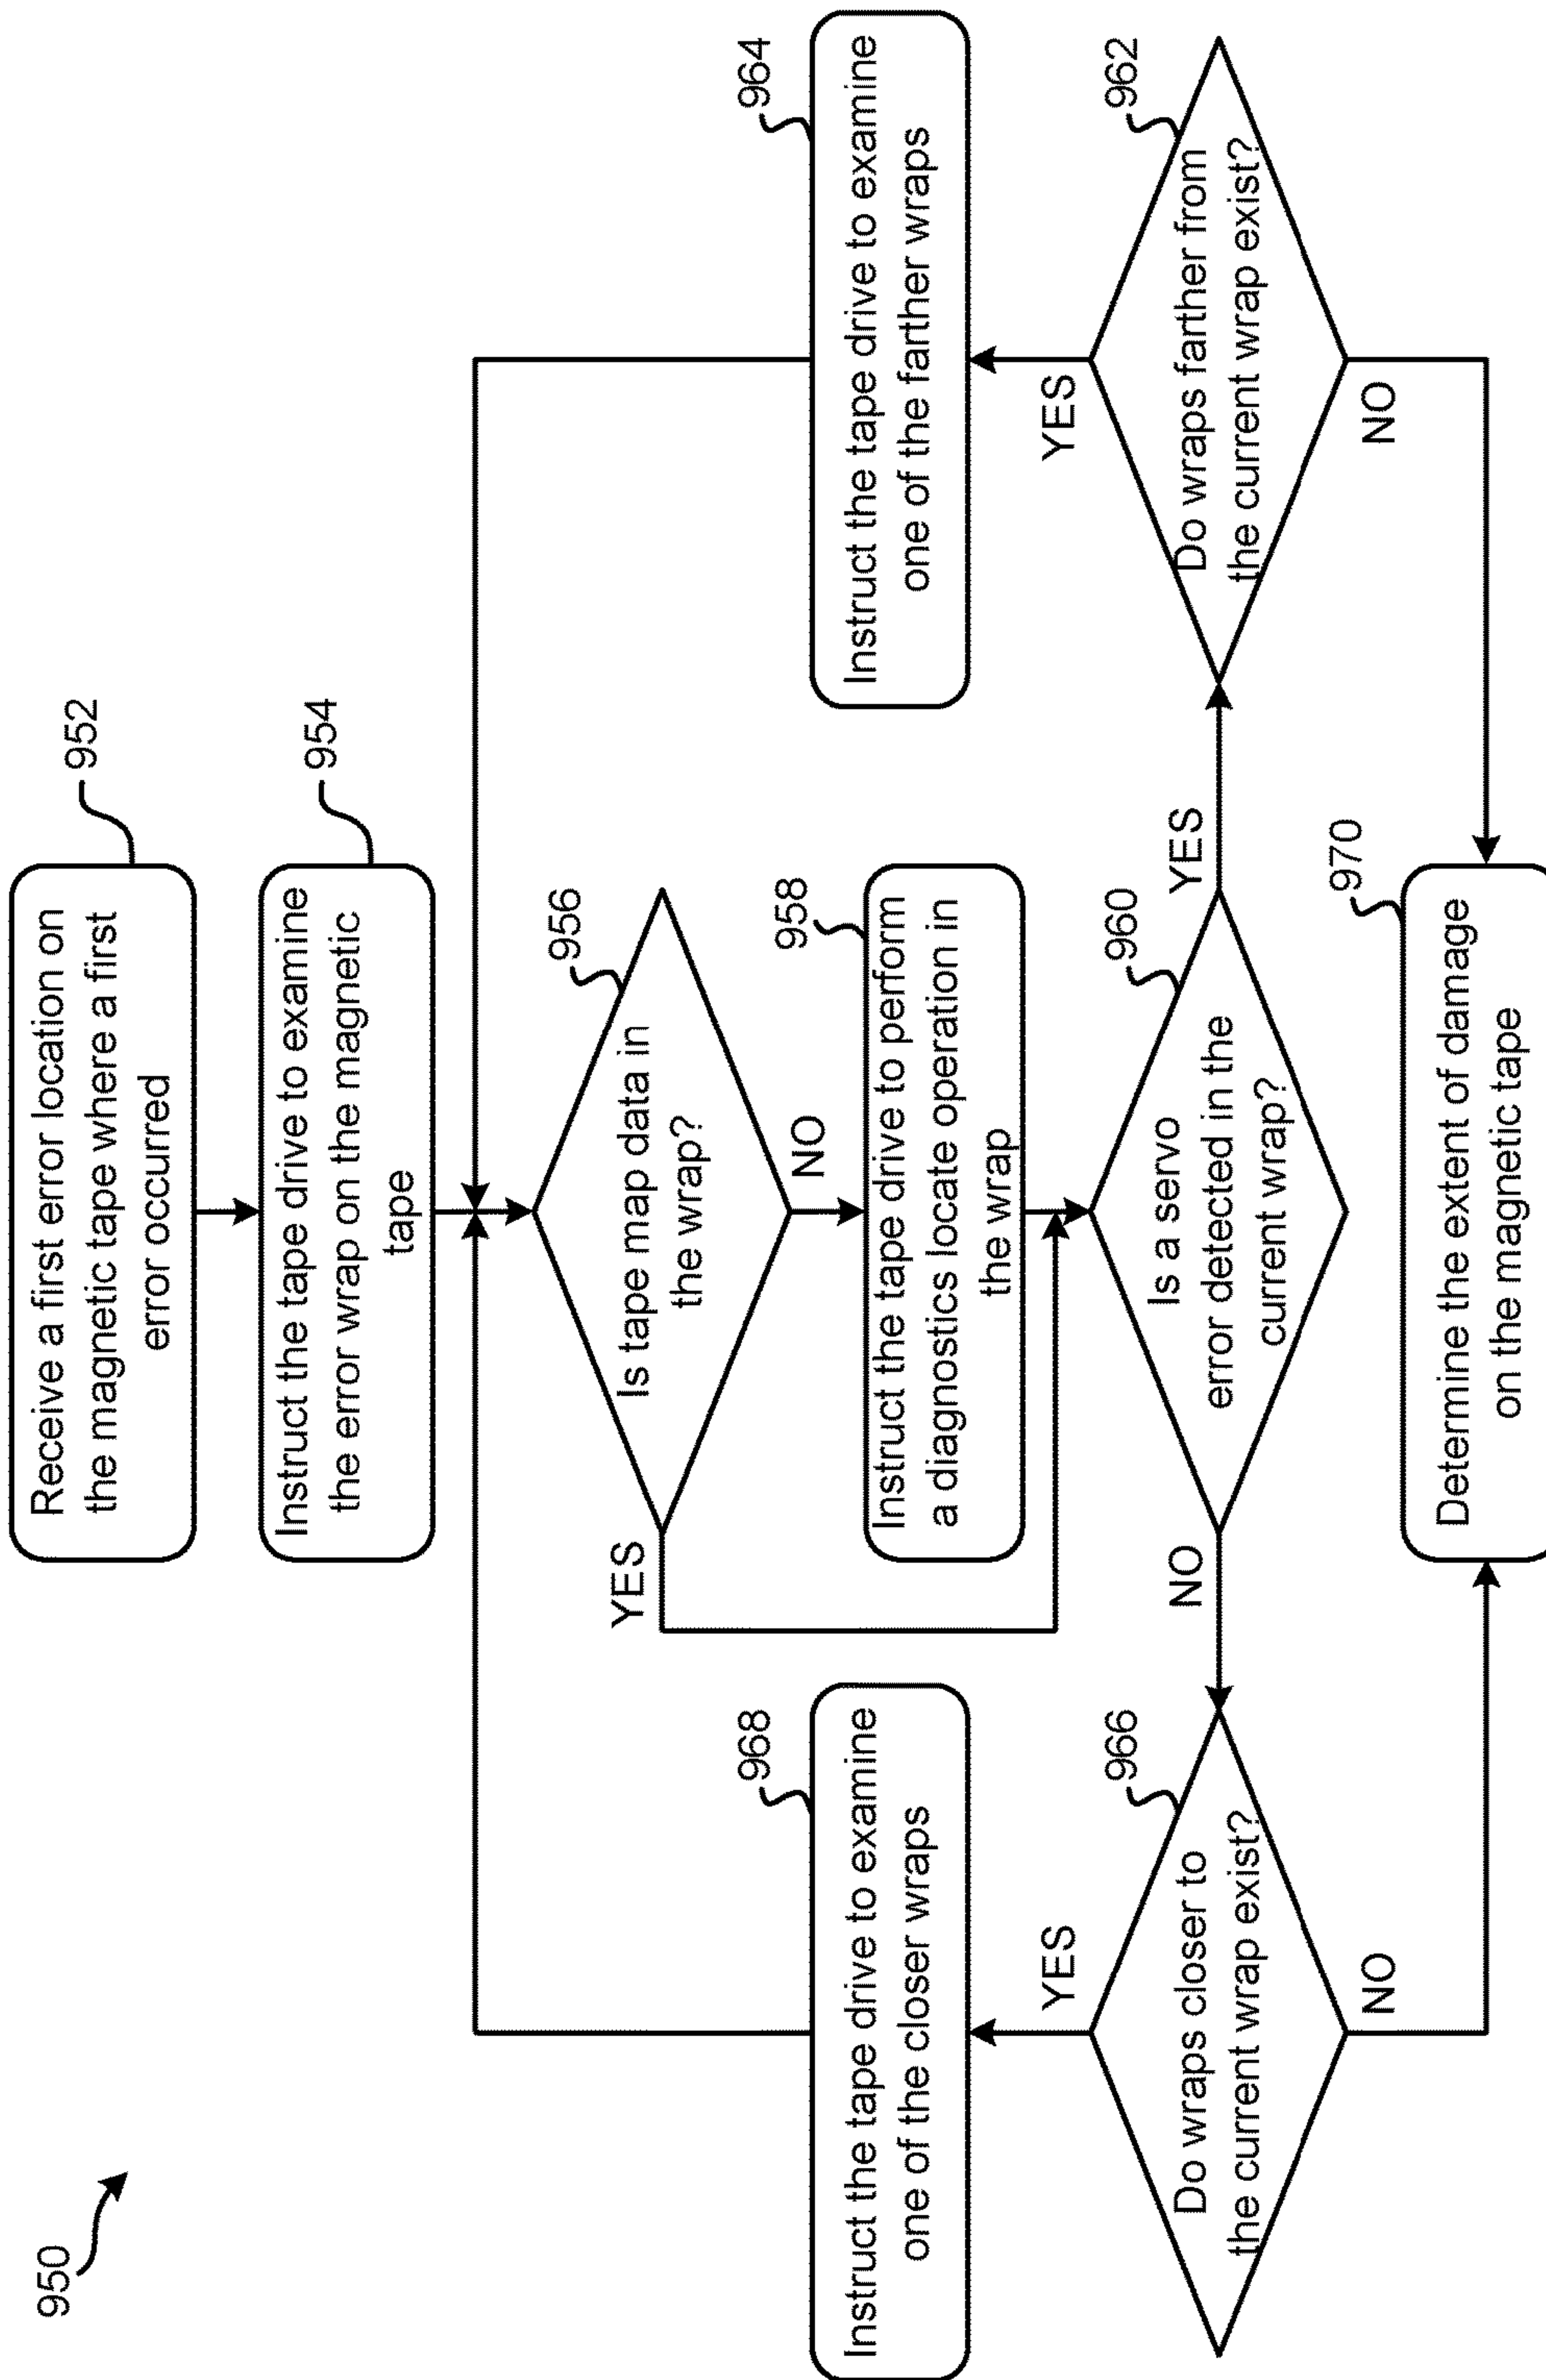 950
952
Receive a first error location on
the magnetic tape where a first
error occurred
954
Instruct the tape drive to examine
the error wrap on the magnetic
tape
956
Is tape map data in
the wrap?
YES
NO
958
Instruct the tape drive to perform
a diagnostics locate operation in
the wrap
960
Is a servo
error detected in the
current wrap?
YES
NO
962
Do wraps farther from
the current wrap exist?
YES
NO
964
Instruct the tape drive to examine
one of the farther wraps
966
Do wraps closer to
the current wrap exist?
YES
NO
968
Instruct the tape drive to examine
one of the closer wraps
970
Determine the extent of damage
on the magnetic tape